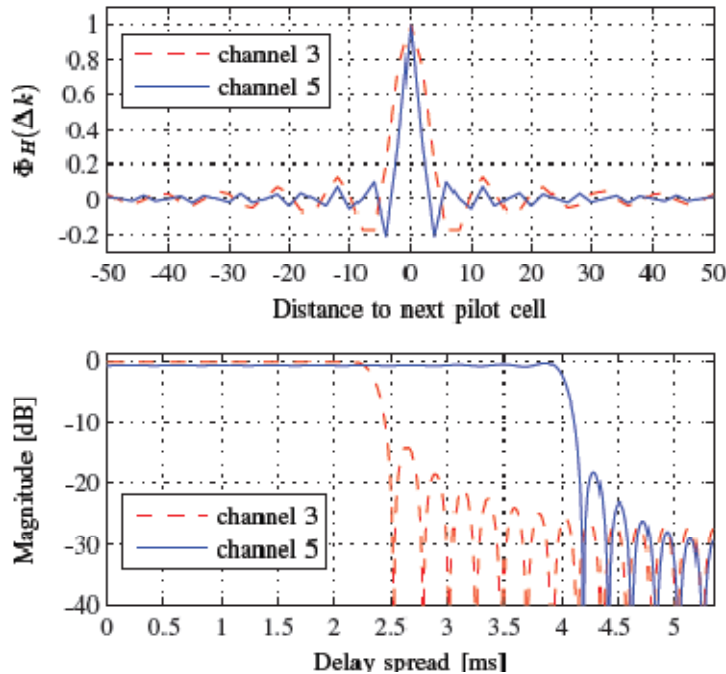 Φ_H(Δk)
1
0.8
0.6
0.4
0.2
0
-0.2
channel 3
channel 5
-50 -40 -30 -20 -10 0 10 20 30 40 50
Distance to next pilot cell
Magnitude [dB]
0
-10
-20
-30
-40
channel 3
channel 5
0 0.5 1 1.5 2 2.5 3 3.5 4 4.5 5
Delay spread [ms]